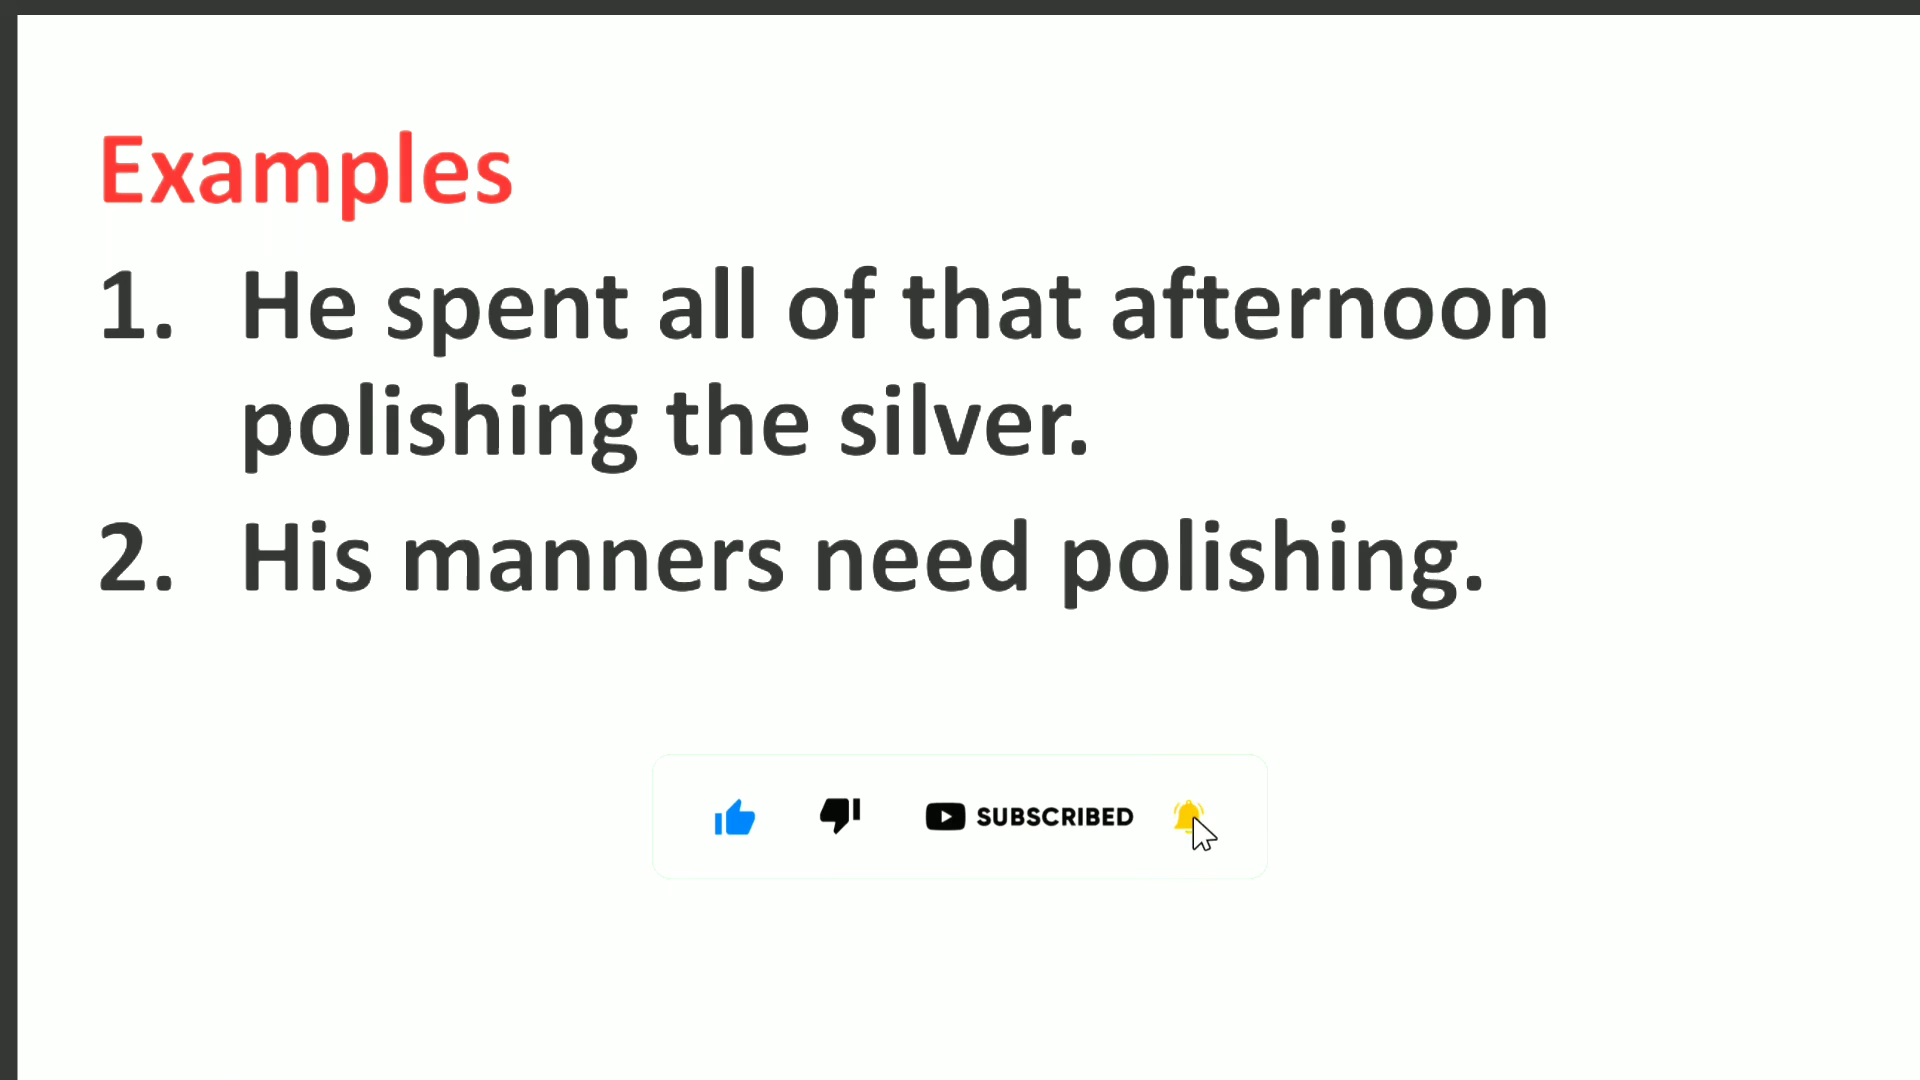 Examples
1. He spent all of that afternoon
polishing the silver.
2. His manners need polishing.
SUBSCRIBED